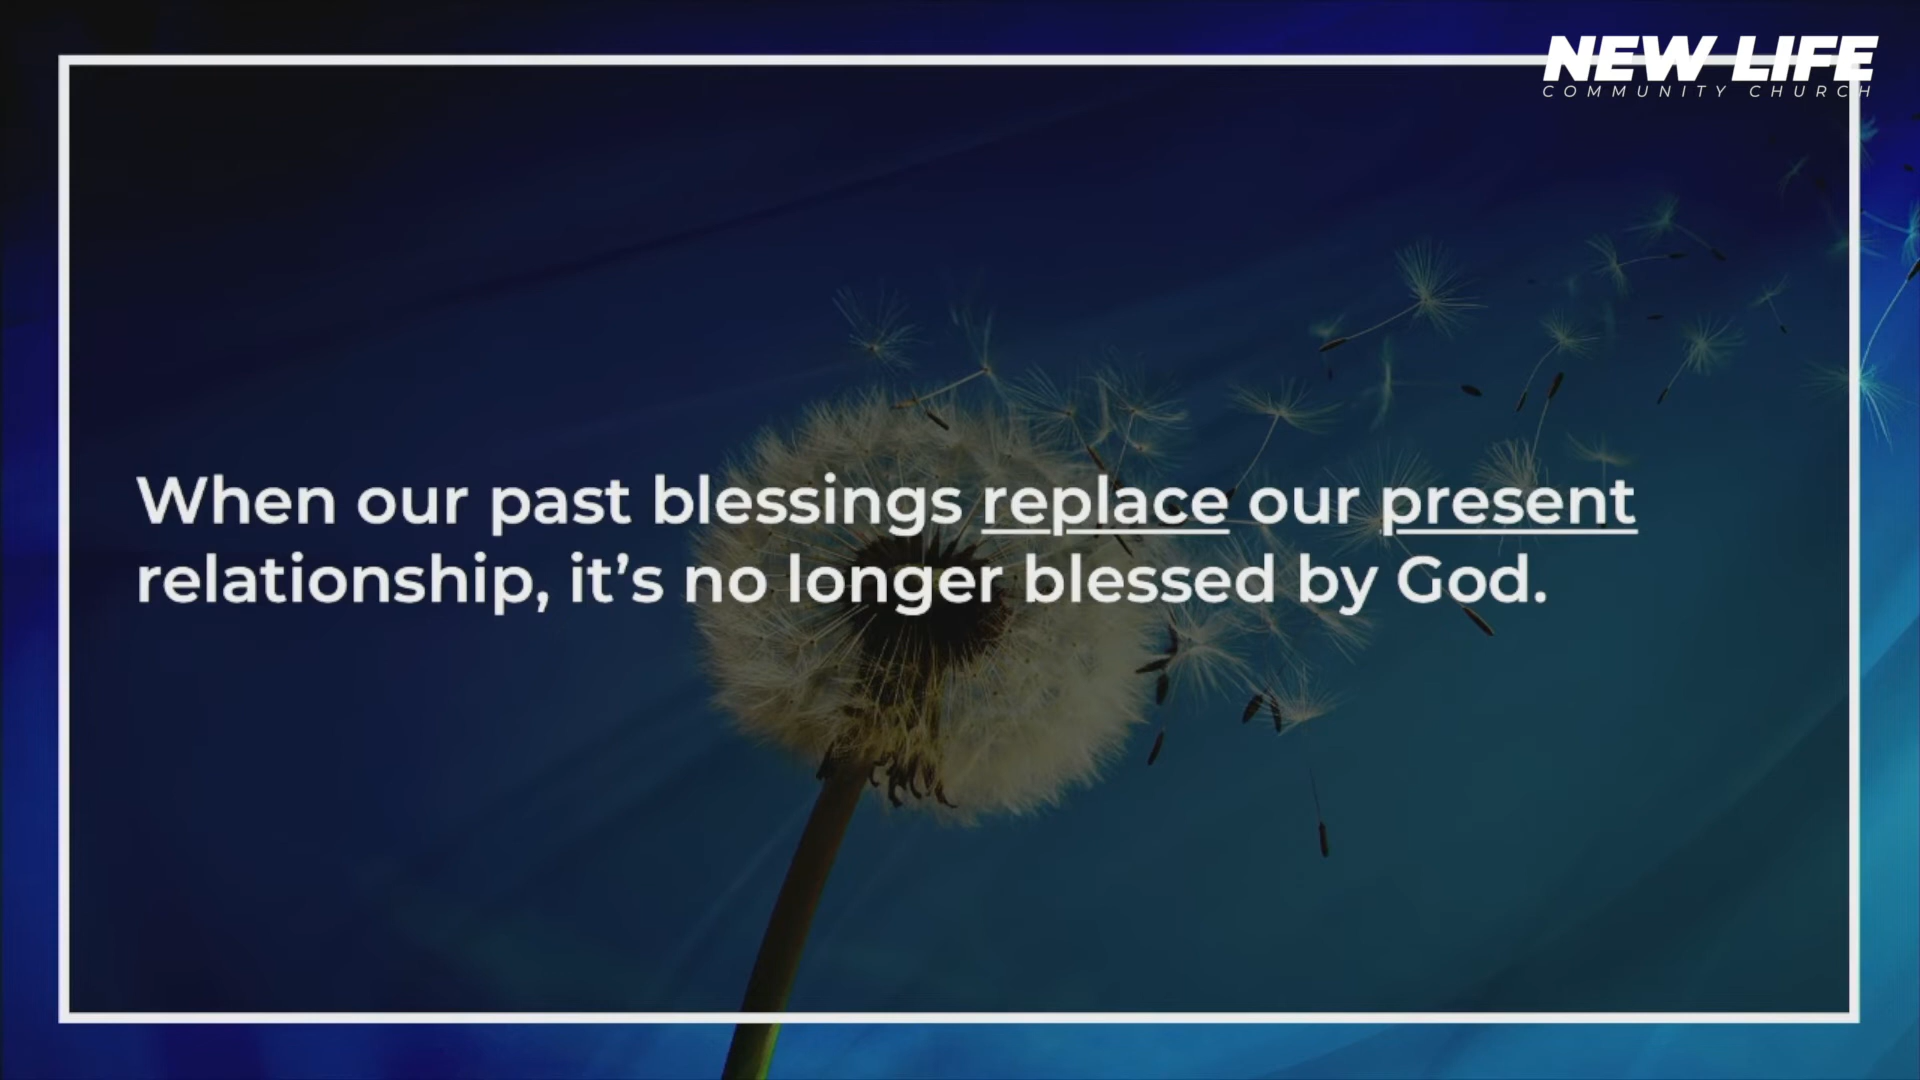 NEW LIFE
COMMUNITY CHURCH
When our past blessings replace our present
relationship, it’s no longer blessed by God.